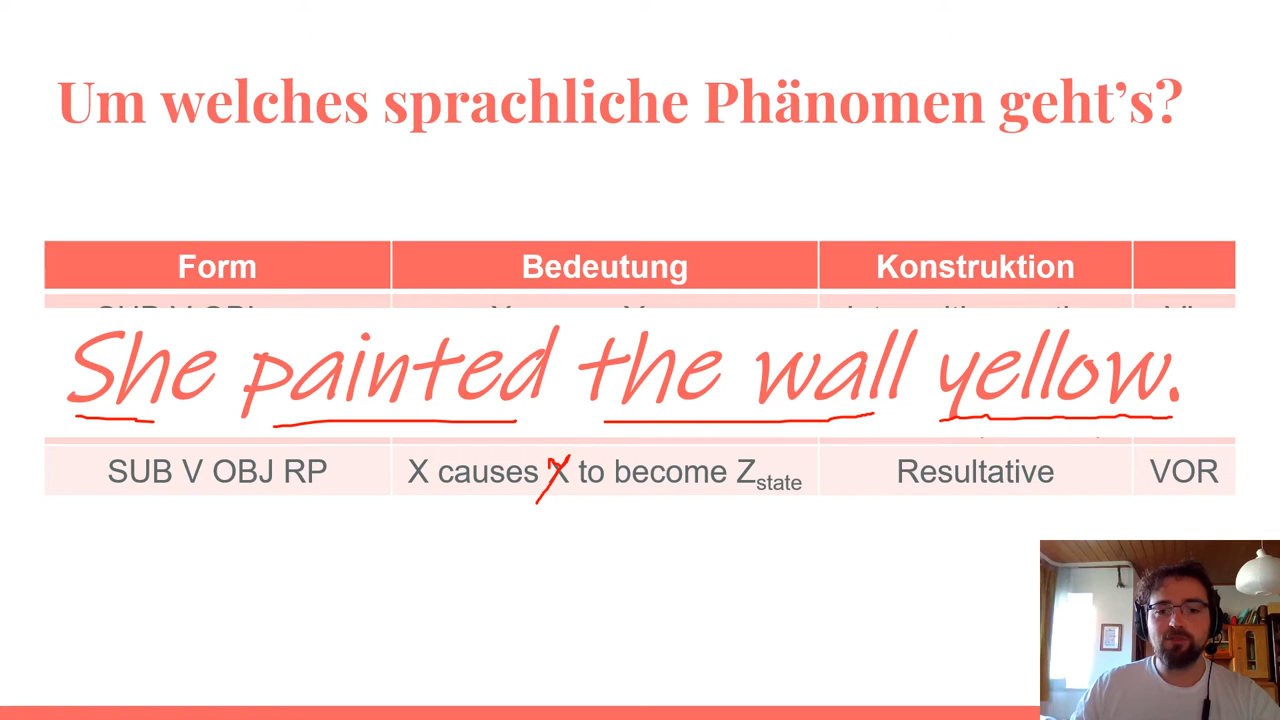 Um welches sprachliche Phänomen geht's?
Form Bedeutung Konstruktion
She painted the wall yellow.
SUB V OBJ RP X causes X to become Z state Resultative VOR